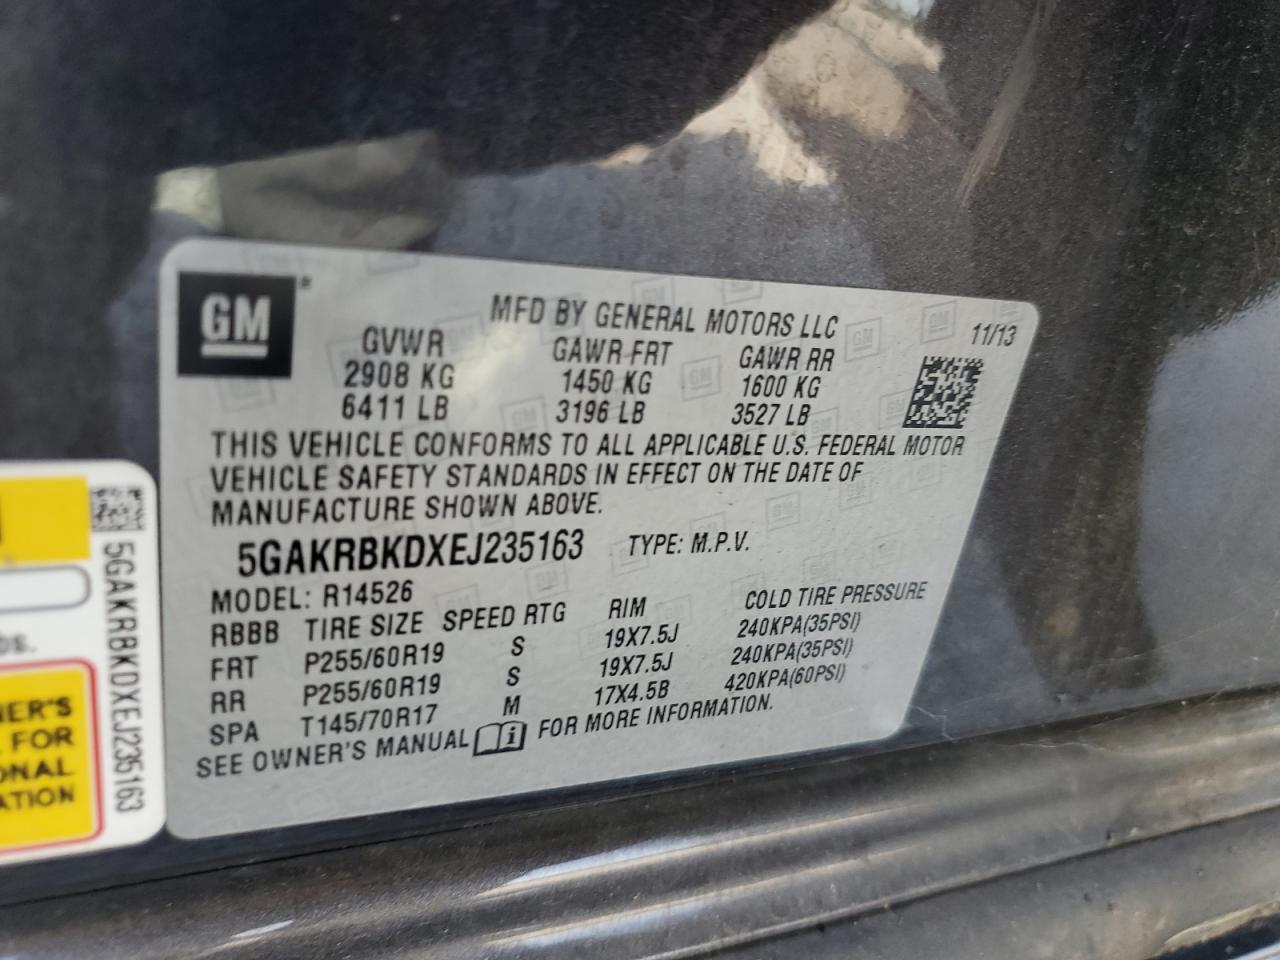 GM
MFD BY GENERAL MOTORS LLC
11/13
GVWR GAWR FRT GAWR RR
2908 KG 1450 KG 1600 KG
6411 LB 3196 LB 3527 LB
THIS VEHICLE CONFORMS TO ALL APPLICABLE U.S. FEDERAL MOTOR
VEHICLE SAFETY STANDARDS IN EFFECT ON THE DATE OF
MANUFACTURE SHOWN ABOVE.
5GAKRBKDXEJ235163 TYPE: M.P.V.
MODEL: R14526
RBBB TIRE SIZE SPEED RTG RIM COLD TIRE PRESSURE
FRT P255/60R19 S 19X7.5J 240KPA(35PSI)
RR P255/60R19 S 19X7.5J 240KPA(35PSI)
SPA T145/70R17 M 17X4.5B 420KPA(60PSI)
SEE OWNER'S MANUAL i FOR MORE INFORMATION.
5GAKRBKDXEJ235163
NER'S
FOR
ONAL
ATION